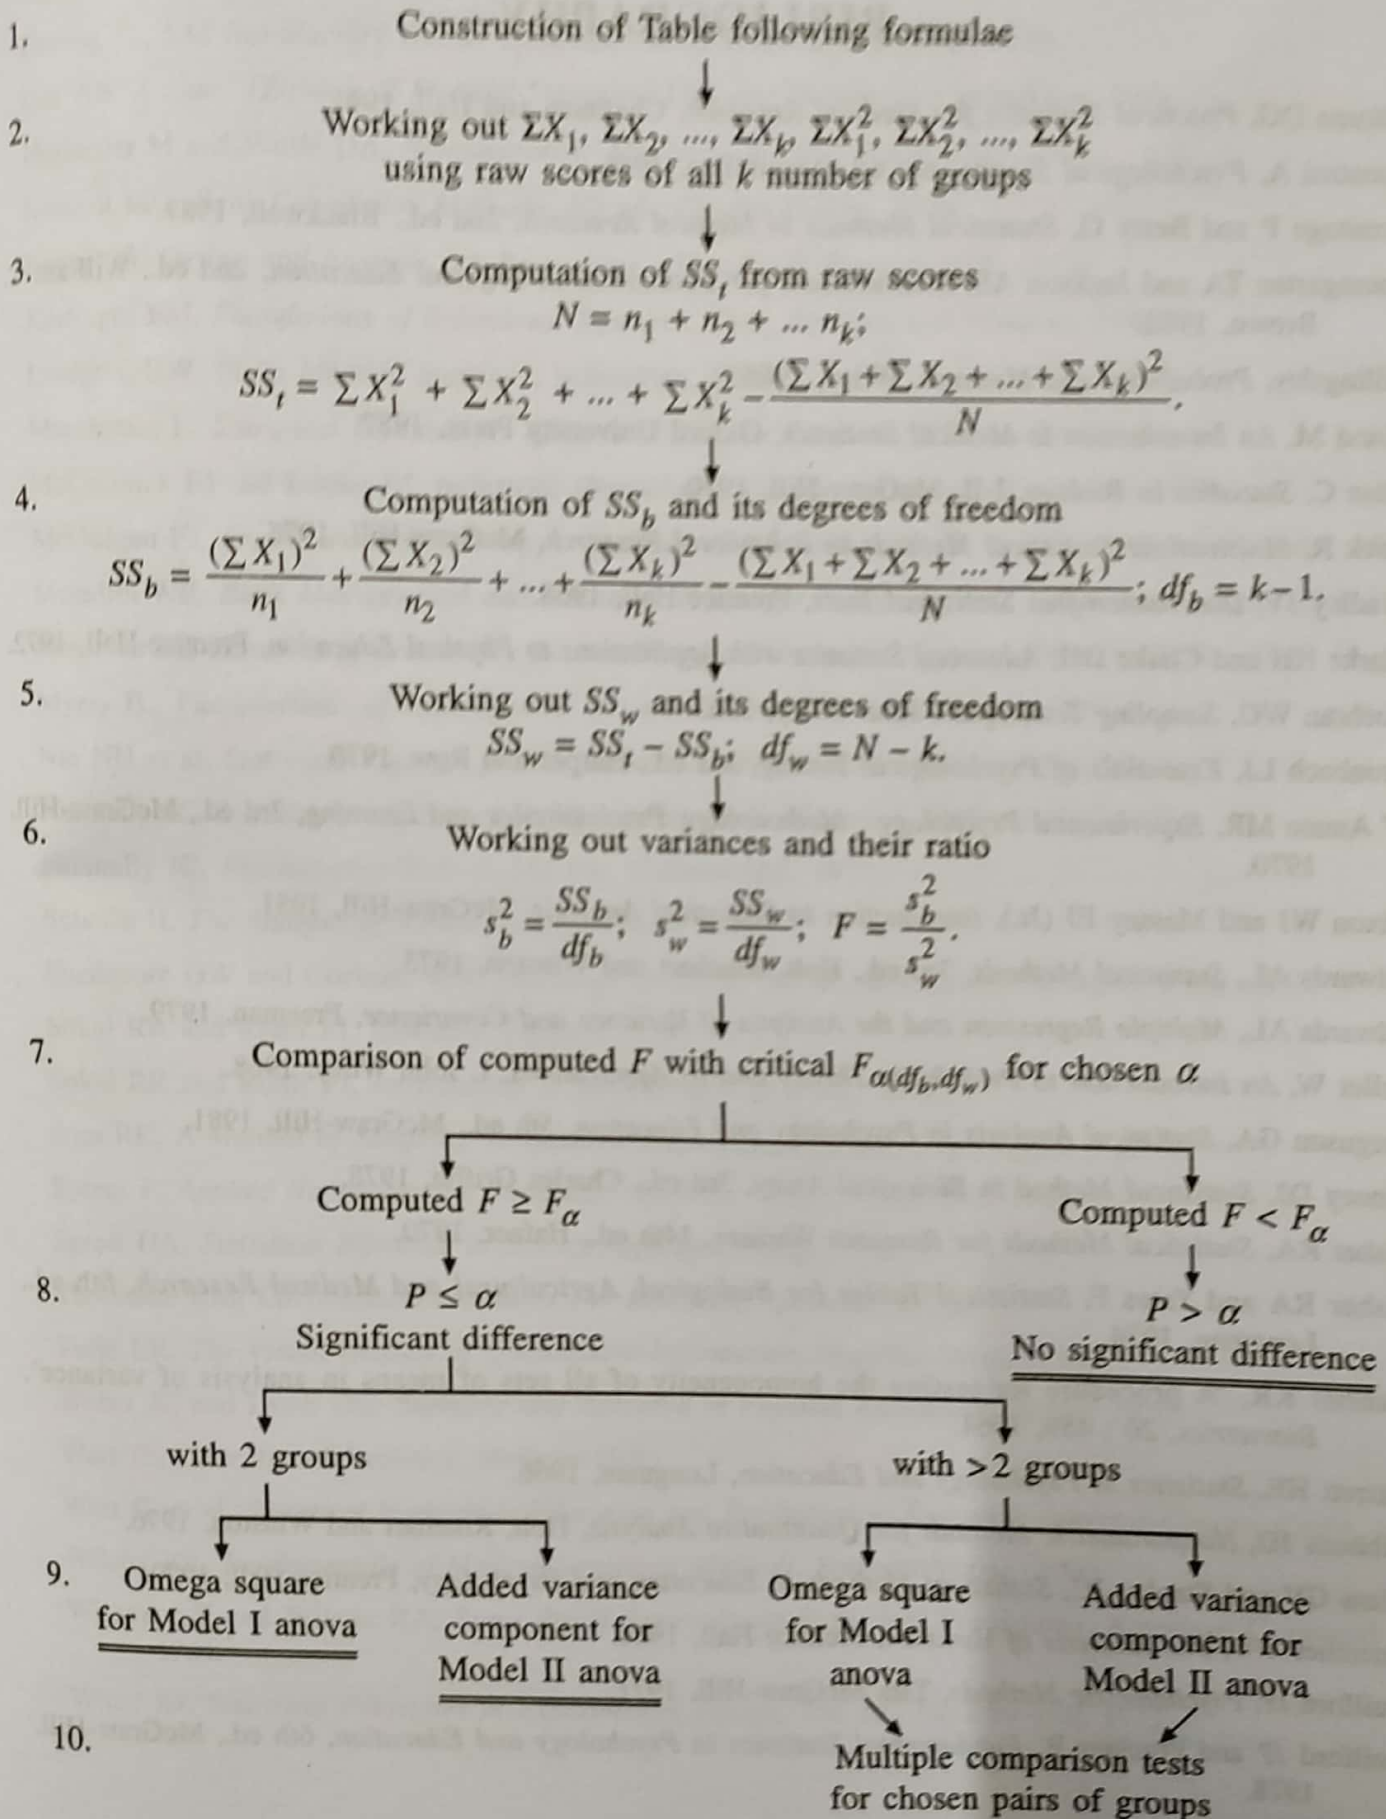 1. Construction of Table following formulae
2. Working out ΣX₁, ΣX₂, ..., ΣXₖ, ΣX₁², ΣX₂², ..., ΣXₖ²
using raw scores of all k number of groups
3. Computation of SSₜ from raw scores
N = n₁ + n₂ + ... nₖ;
SSₜ = ΣX₁² + ΣX₂² + ... + ΣXₖ² − (ΣX₁ + ΣX₂ + ... + ΣXₖ)² / N.
4. Computation of SS_b and its degrees of freedom
SS_b = (ΣX₁)²/n₁ + (ΣX₂)²/n₂ + ... + (ΣXₖ)²/nₖ − (ΣX₁ + ΣX₂ + ... + ΣXₖ)²/N; df_b = k − 1.
5. Working out SS_w and its degrees of freedom
SS_w = SSₜ − SS_b; df_w = N − k.
6. Working out variances and their ratio
s_b² = SS_b/df_b; s_w² = SS_w/df_w; F = s_b²/s_w².
7. Comparison of computed F with critical F_α(df_b,df_w) for chosen α
Computed F ≥ F_α
Computed F < F_α
8. P ≤ α
Significant difference
P > α
No significant difference
with 2 groups
with >2 groups
9. Omega square
for Model I anova
Added variance
component for
Model II anova
Omega square
for Model I
anova
Added variance
component for
Model II anova
10. Multiple comparison tests
for chosen pairs of groups